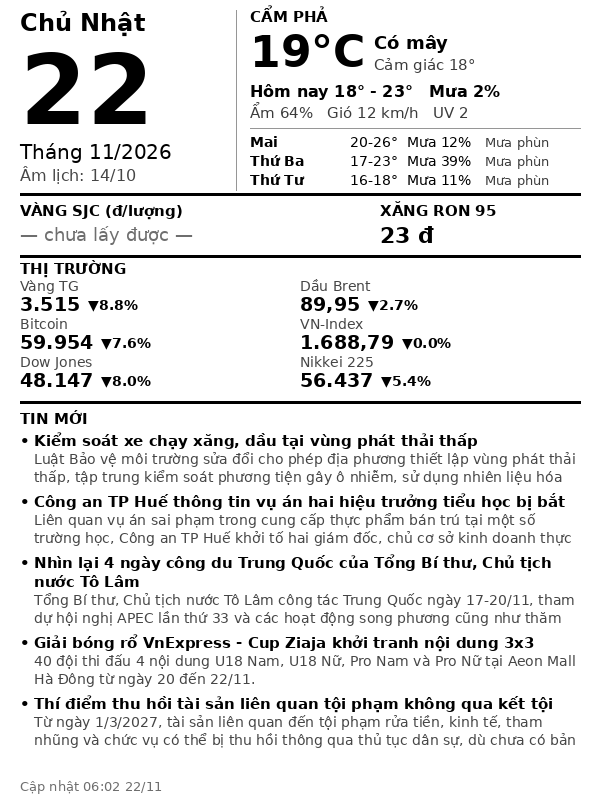 Chủ Nhật
22
Tháng 11/2026
Âm lịch: 14/10
CẨM PHẢ
19°C Có mây
Cảm giác 18°
Hôm nay 18° - 23° Mưa 2%
Ẩm 64% Gió 12 km/h UV 2
Mai 20-26° Mưa 12% Mưa phùn
Thứ Ba 17-23° Mưa 39% Mưa phùn
Thứ Tư 16-18° Mưa 11% Mưa phùn
VÀNG SJC (đ/lượng)
— chưa lấy được —
XĂNG RON 95
23 đ
THỊ TRƯỜNG
Vàng TG
3.515 ▼8.8%
Dầu Brent
89,95 ▼2.7%
Bitcoin
59.954 ▼7.6%
VN-Index
1.688,79 ▼0.0%
Dow Jones
48.147 ▼8.0%
Nikkei 225
56.437 ▼5.4%
TIN MỚI
• Kiểm soát xe chạy xăng, dầu tại vùng phát thải thấp
Luật Bảo vệ môi trường sửa đổi cho phép địa phương thiết lập vùng phát thải
thấp, tập trung kiểm soát phương tiện gây ô nhiễm, sử dụng nhiên liệu hóa
• Công an TP Huế thông tin vụ án hai hiệu trưởng tiểu học bị bắt
Liên quan vụ án sai phạm trong cung cấp thực phẩm bán trú tại một số
trường học, Công an TP Huế khởi tố hai giám đốc, chủ cơ sở kinh doanh thực
• Nhìn lại 4 ngày công du Trung Quốc của Tổng Bí thư, Chủ tịch
nước Tô Lâm
Tổng Bí thư, Chủ tịch nước Tô Lâm công tác Trung Quốc ngày 17-20/11, tham
dự hội nghị APEC lần thứ 33 và các hoạt động song phương cũng như thăm
• Giải bóng rổ VnExpress - Cup Ziaja khởi tranh nội dung 3x3
40 đội thi đấu 4 nội dung U18 Nam, U18 Nữ, Pro Nam và Pro Nữ tại Aeon Mall
Hà Đông từ ngày 20 đến 22/11.
• Thí điểm thu hồi tài sản liên quan tội phạm không qua kết tội
Từ ngày 1/3/2027, tài sản liên quan đến tội phạm rửa tiền, kinh tế, tham
nhũng và chức vụ có thể bị thu hồi thông qua thủ tục dân sự, dù chưa có bản
Cập nhật 06:02 22/11